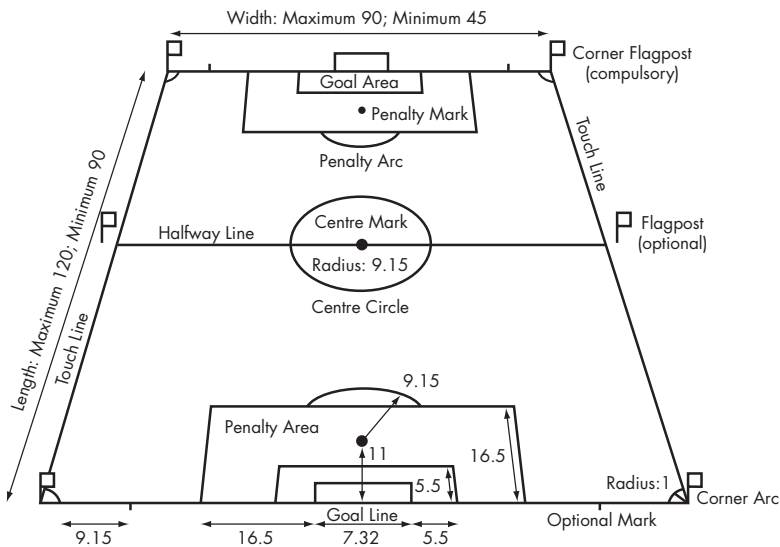 Width: Maximum 90; Minimum 45
Corner Flagpost
(compulsory)
Goal Area
Penalty Mark
Penalty Arc
Touch Line
Length: Maximum 120; Minimum 90
Centre Mark
Halfway Line
Flagpost
(optional)
Radius: 9.15
Centre Circle
Touch Line
9.15
Penalty Area
11
16.5
5.5
Radius:1
Corner Arc
Goal Line
Optional Mark
9.15
16.5
7.32
5.5